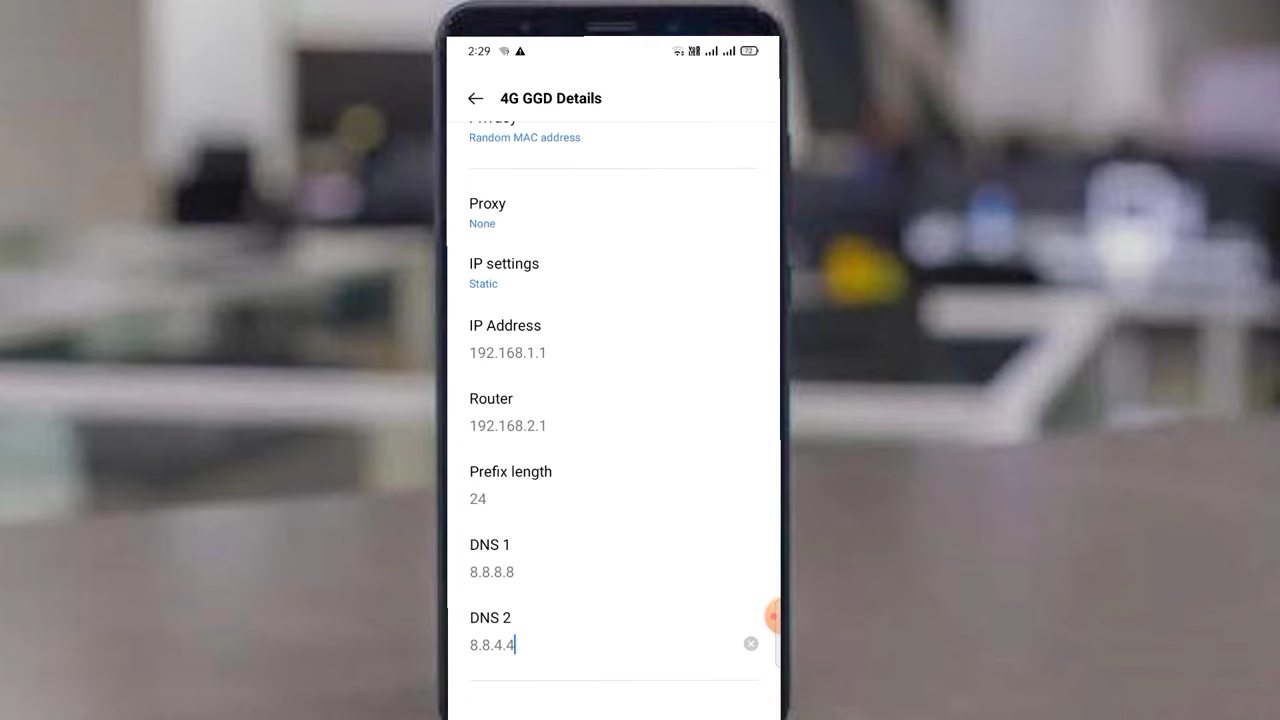 2:29
72
4G GGD Details
Privacy
Random MAC address
Proxy
None
IP settings
Static
IP Address
192.168.1.1
Router
192.168.2.1
Prefix length
24
DNS 1
8.8.8.8
DNS 2
8.8.4.4